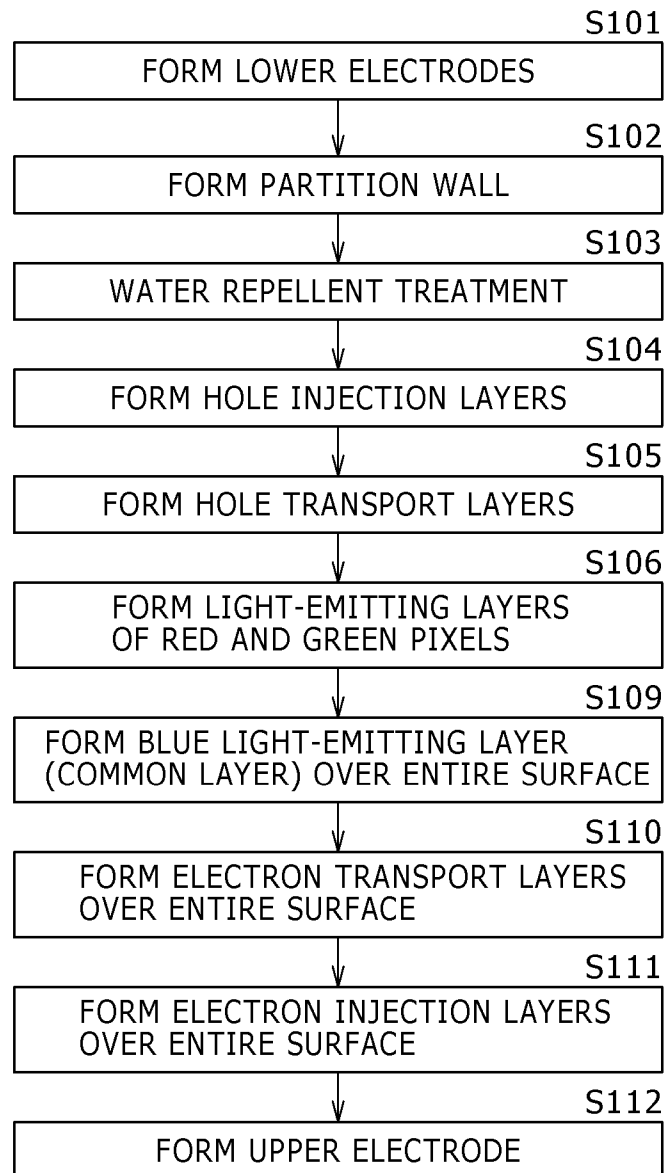 S101
FORM LOWER ELECTRODES
S102
FORM PARTITION WALL
S103
WATER REPELLENT TREATMENT
S104
FORM HOLE INJECTION LAYERS
S105
FORM HOLE TRANSPORT LAYERS
S106
FORM LIGHT-EMITTING LAYERS
OF RED AND GREEN PIXELS
S109
FORM BLUE LIGHT-EMITTING LAYER
(COMMON LAYER) OVER ENTIRE SURFACE
S110
FORM ELECTRON TRANSPORT LAYERS
OVER ENTIRE SURFACE
S111
FORM ELECTRON INJECTION LAYERS
OVER ENTIRE SURFACE
S112
FORM UPPER ELECTRODE